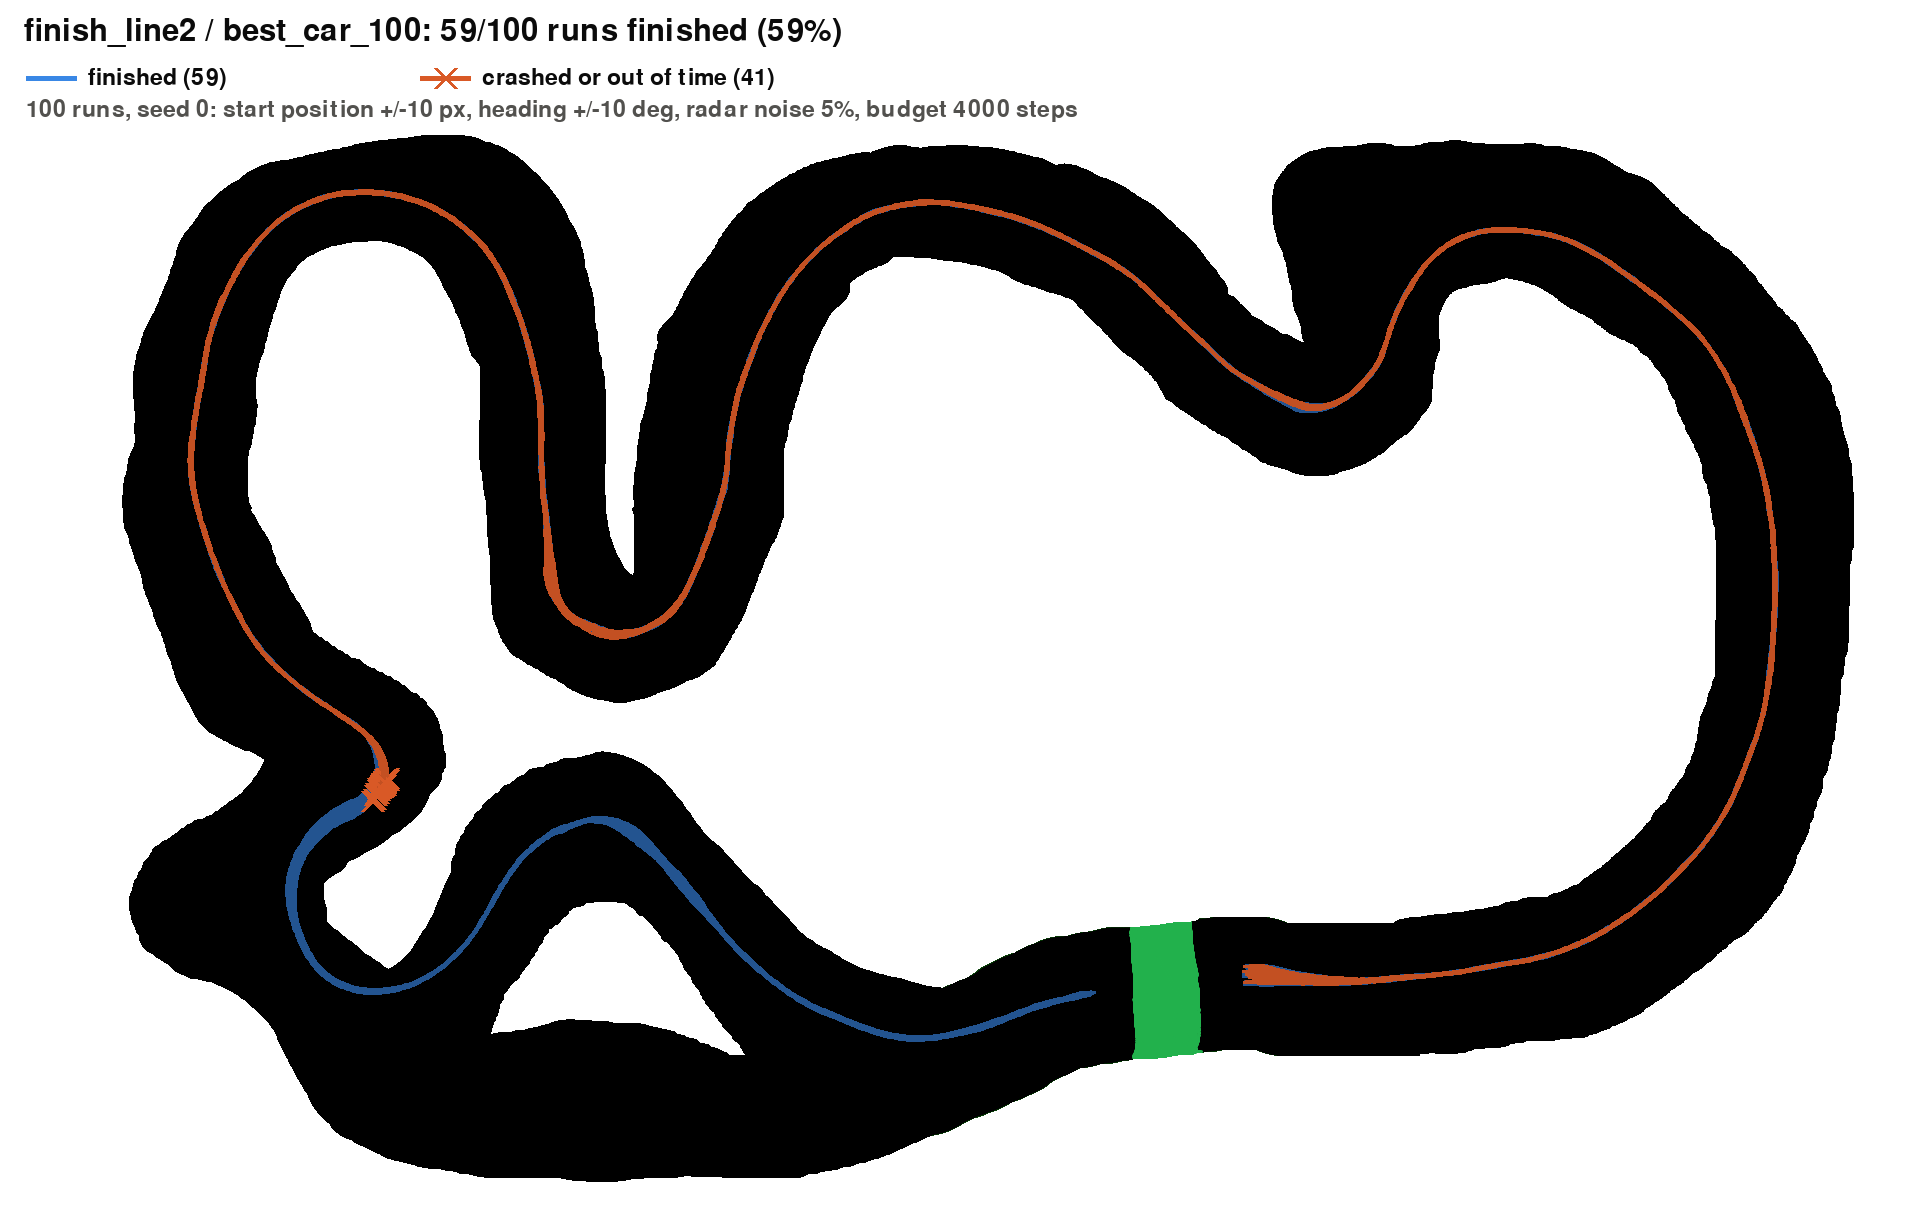 finish_line2 / best_car_100: 59/100 runs finished (59%)
finished (59)
crashed or out of time (41)
100 runs, seed 0: start position +/-10 px, heading +/-10 deg, radar noise 5%, budget 4000 steps